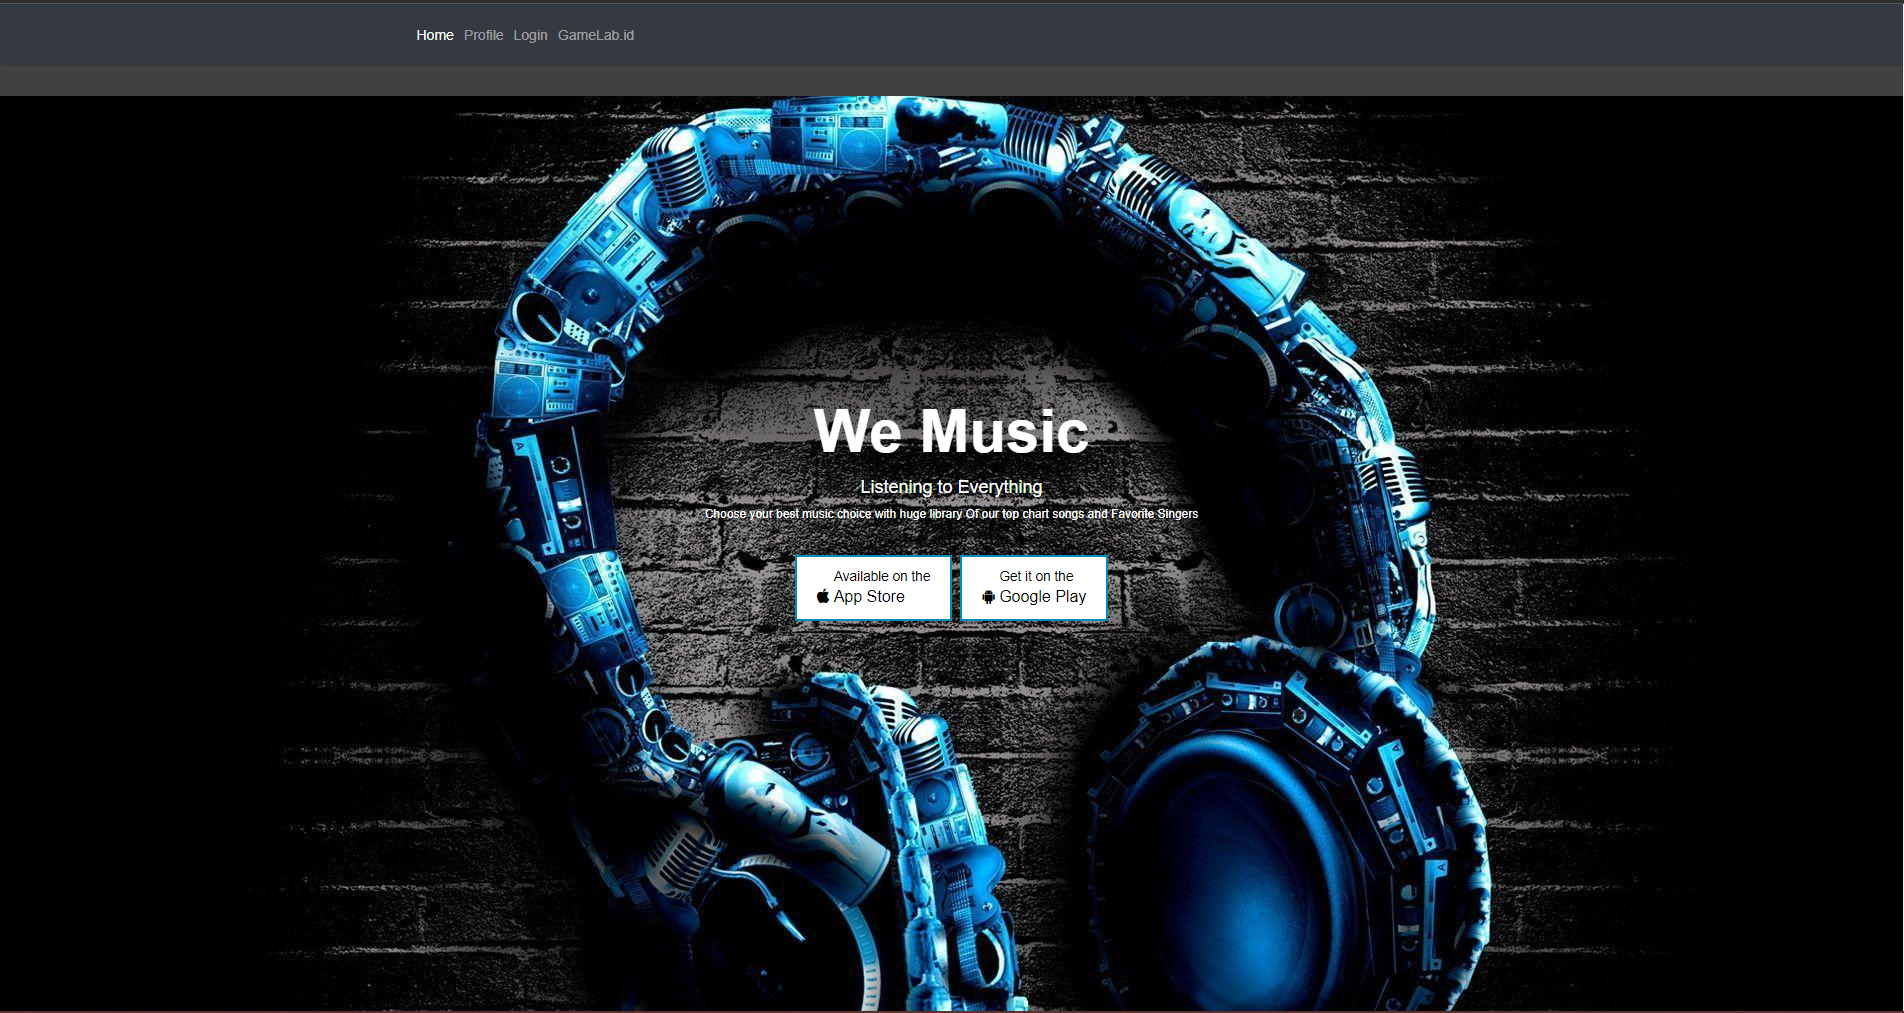 Home Profile Login GameLab.id
We Music
Listening to Everything
Choose your best music choice with huge library Of our top chart songs and Favorite Singers
Available on the
App Store
Get it on the
Google Play